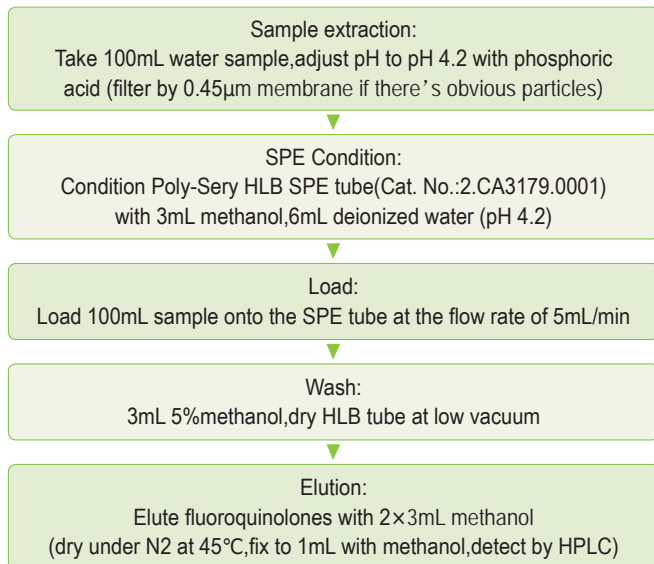 Sample extraction:
Take 100mL water sample,adjust pH to pH 4.2 with phosphoric
acid (filter by 0.45μm membrane if there’s obvious particles)
SPE Condition:
Condition Poly-Sery HLB SPE tube(Cat. No.:2.CA3179.0001)
with 3mL methanol,6mL deionized water (pH 4.2)
Load:
Load 100mL sample onto the SPE tube at the flow rate of 5mL/min
Wash:
3mL 5%methanol,dry HLB tube at low vacuum
Elution:
Elute fluoroquinolones with 2×3mL methanol
(dry under N2 at 45℃,fix to 1mL with methanol,detect by HPLC)